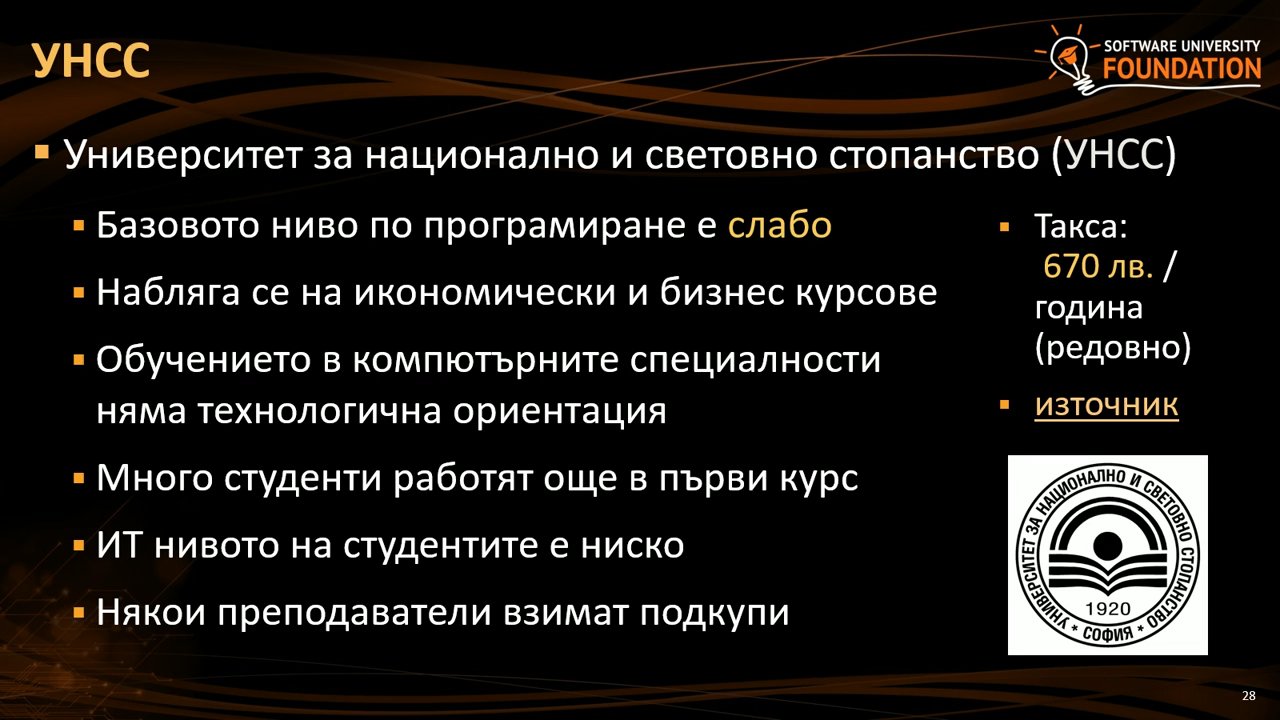 УНСС
SOFTWARE UNIVERSITY
FOUNDATION
Университет за национално и световно стопанство (УНСС)
Базовото ниво по програмиране е слабо
Набляга се на икономически и бизнес курсове
Обучението в компютърните специалности
няма технологична ориентация
Много студенти работят още в първи курс
ИТ нивото на студентите е ниско
Някои преподаватели взимат подкупи
Такса:
670 лв. /
година
(редовно)
източник
УНИВЕРСИТЕТ ЗА НАЦИОНАЛНО И СВЕТОВНО СТОПАНСТВО
1920
* СОФИЯ *
28